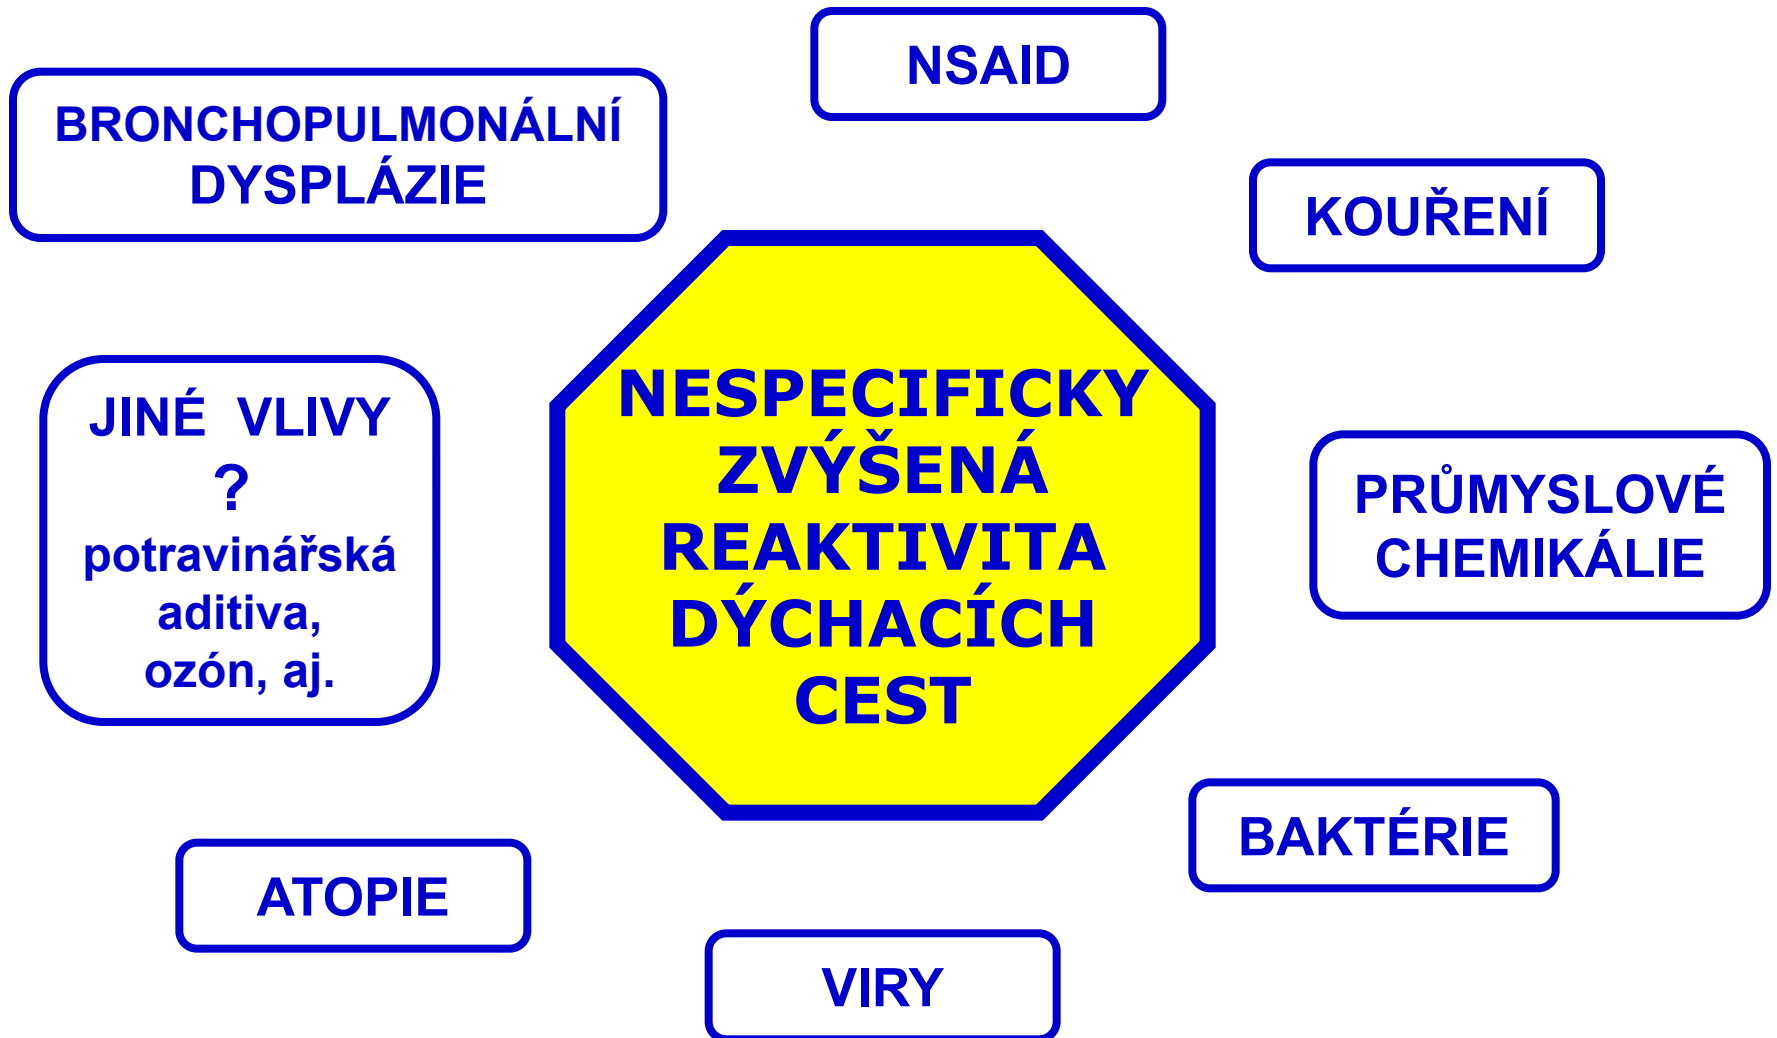 NSAID
BRONCHOPULMONÁLNÍ
DYSPLÁZIE
KOUŘENÍ
JINÉ VLIVY
?
potravinářská
aditiva,
ozón, aj.
NESPECIFICKY
ZVÝŠENÁ
REAKTIVITA
DÝCHACÍCH
CEST
PRŮMYSLOVÉ
CHEMIKÁLIE
BAKTÉRIE
ATOPIE
VIRY